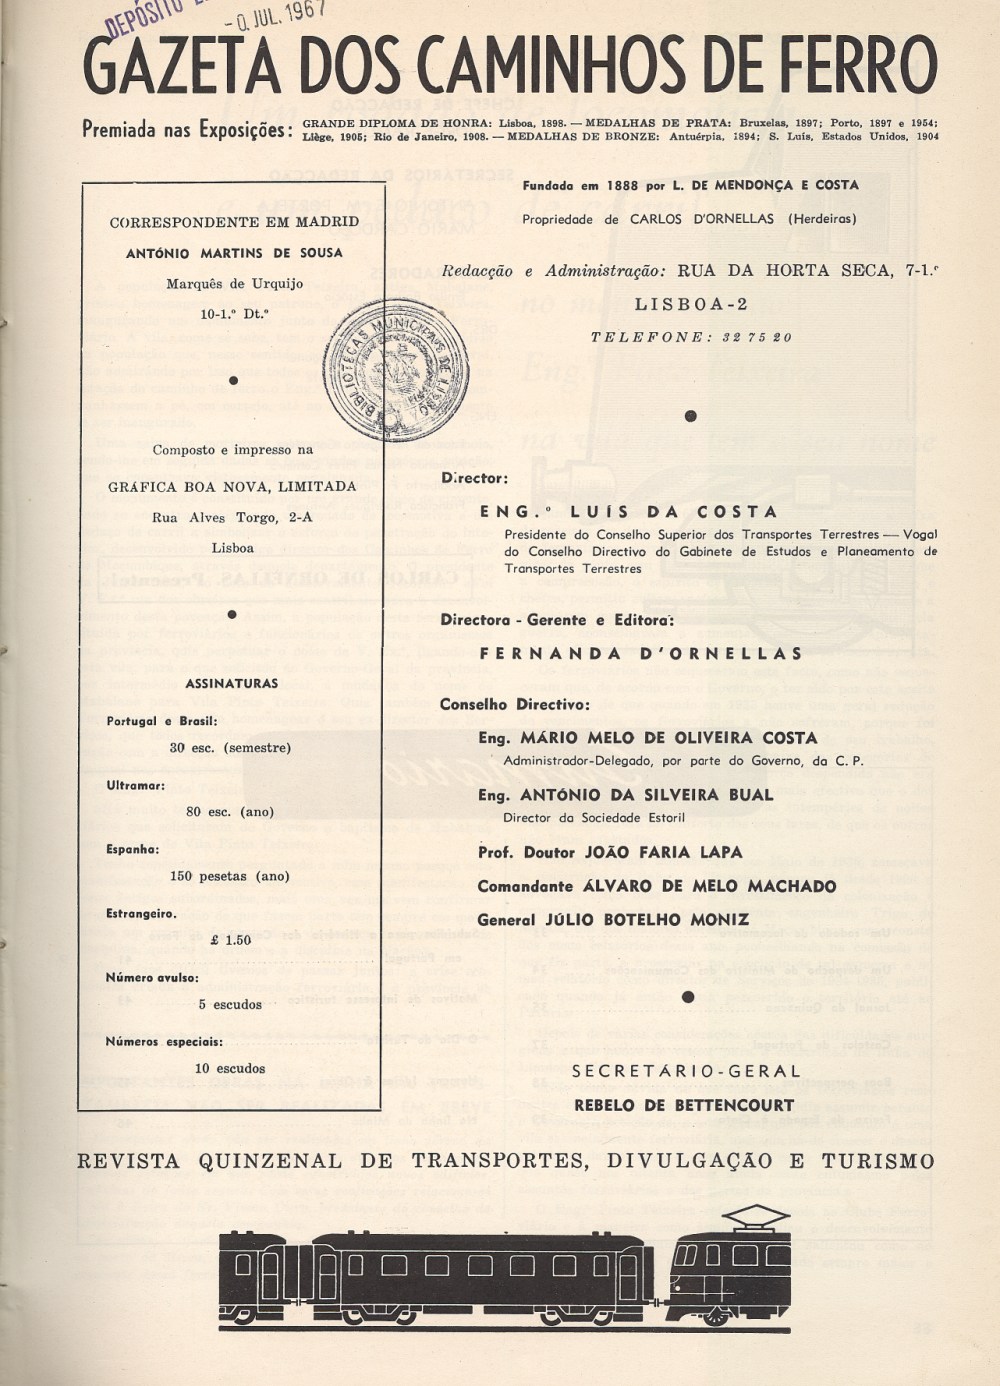 DEPÓSITO
JUL. 1967
GAZETA DOS CAMINHOS DE FERRO
Premiada nas Exposições: GRANDE DIPLOMA DE HONRA: Lisboa, 1898. — MEDALHAS DE PRATA: Bruxelas, 1897; Porto, 1897 e 1954;
Liège, 1905; Rio de Janeiro, 1908. — MEDALHAS DE BRONZE: Antuérpia, 1894; S. Luís, Estados Unidos, 1904
CORRESPONDENTE EM MADRID
ANTÓNIO MARTINS DE SOUSA
Marquês de Urquijo
10-1.º Dt.º
BIBLIOTECAS MUNICIPAIS DE LISBOA
Composto e impresso na
GRÁFICA BOA NOVA, LIMITADA
Rua Alves Torgo, 2-A
Lisboa
ASSINATURAS
Portugal e Brasil:
30 esc. (semestre)
Ultramar:
80 esc. (ano)
Espanha:
150 pesetas (ano)
Estrangeiro.
£ 1.50
Número avulso:
5 escudos
Números especiais:
10 escudos
Fundada em 1888 por L. DE MENDONÇA E COSTA
Propriedade de CARLOS D'ORNELLAS (Herdeiros)
Redacção e Administração: RUA DA HORTA SECA, 7-1.º
LISBOA-2
TELEFONE: 32 75 20
Director:
ENG.º LUÍS DA COSTA
Presidente do Conselho Superior dos Transportes Terrestres — Vogal
do Conselho Directivo do Gabinete de Estudos e Planeamento de
Transportes Terrestres
Directora - Gerente e Editora:
FERNANDA D'ORNELLAS
Conselho Directivo:
Eng. MÁRIO MELO DE OLIVEIRA COSTA
Administrador-Delegado, por parte do Governo, da C. P.
Eng. ANTÓNIO DA SILVEIRA BUAL
Director da Sociedade Estoril
Prof. Doutor JOÃO FARIA LAPA
Comandante ÁLVARO DE MELO MACHADO
General JÚLIO BOTELHO MONIZ
SECRETÁRIO-GERAL
REBELO DE BETTENCOURT
REVISTA QUINZENAL DE TRANSPORTES, DIVULGAÇÃO E TURISMO